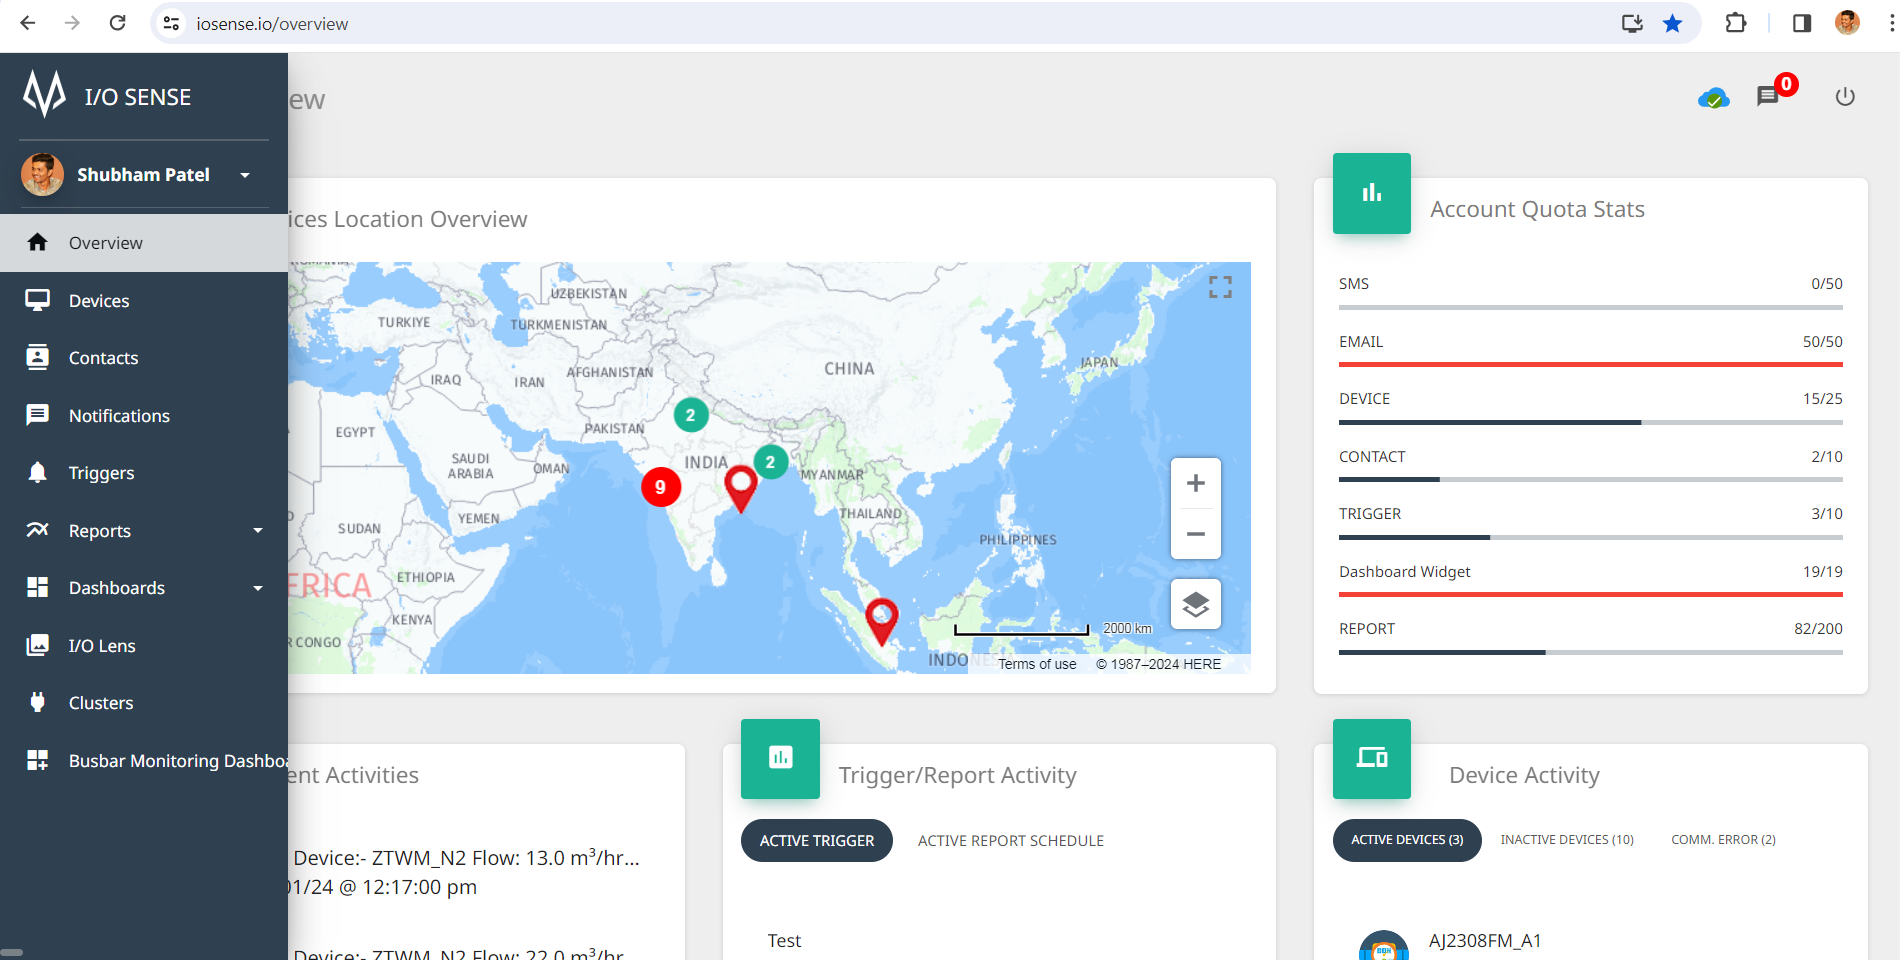 iosense.io/overview
I/O SENSE
ew
0
Shubham Patel
Overview
Devices
Contacts
Notifications
Triggers
Reports
Dashboards
I/O Lens
Clusters
Busbar Monitoring Dashboa
ices Location Overview
UZBEKISTAN
TURKIYE
TURKMENISTAN
CHINA
JAPAN
AFGHANISTAN
IRAQ
IRAN
2
PAKISTAN
EGYPT
SAUDI
ARABIA
OMAN
INDIA
2
MYANMAR
9
YEMEN
THAILAND
SUDAN
PHILIPPINES
ETHIOPIA
ERICA
KENYA
R CONGO
2000 km
INDONESIA
Terms of use © 1987–2024 HERE
Account Quota Stats
SMS 0/50
EMAIL 50/50
DEVICE 15/25
CONTACT 2/10
TRIGGER 3/10
Dashboard Widget 19/19
REPORT 82/200
ent Activities
Device:- ZTWM_N2 Flow: 13.0 m³/hr...
01/24 @ 12:17:00 pm
Device:- ZTWM_N2 Flow: 22.0 m³/hr
Trigger/Report Activity
ACTIVE TRIGGER ACTIVE REPORT SCHEDULE
Test
Device Activity
ACTIVE DEVICES (3) INACTIVE DEVICES (10) COMM. ERROR (2)
AJ2308FM_A1